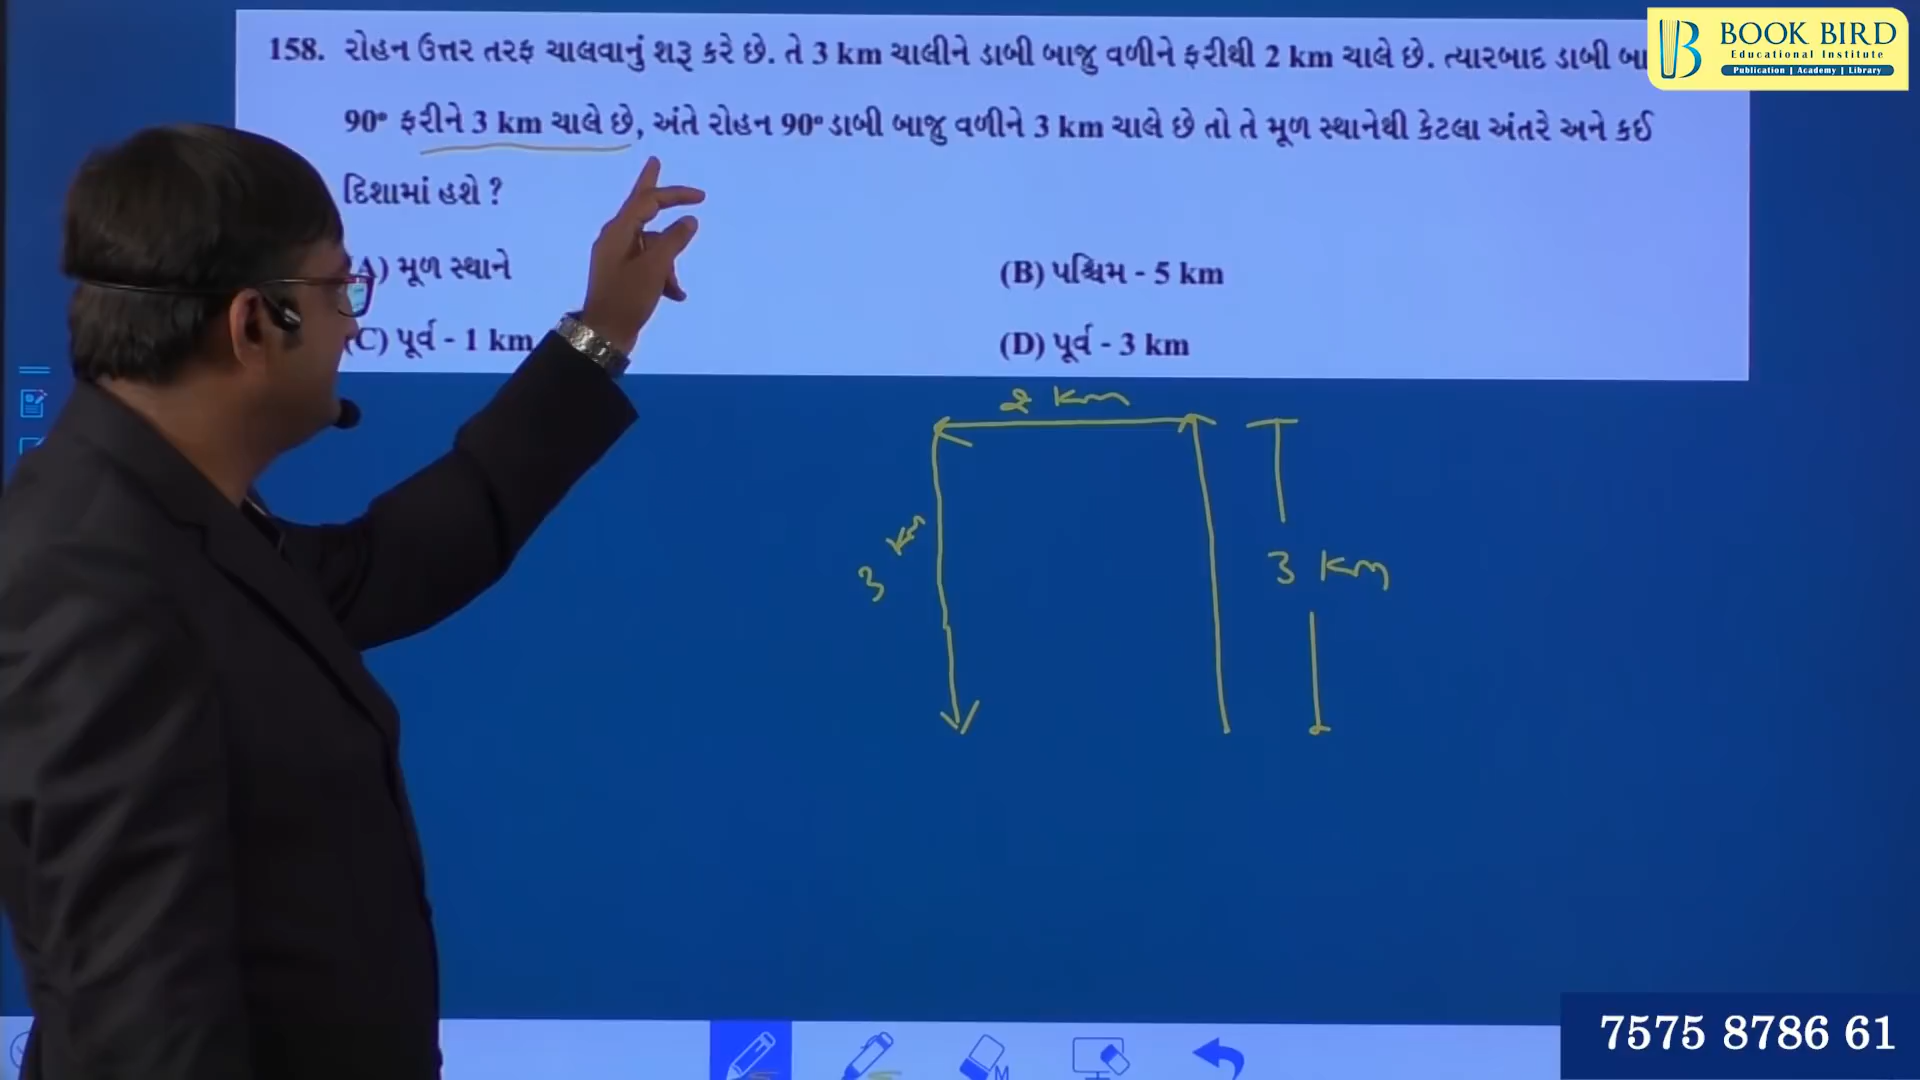 158. રોહન ઉત્તર તરફ ચાલવાનું શરૂ કરે છે. તે 3 km ચાલીને ડાબી બાજુ વળીને ફરીથી 2 km ચાલે છે. ત્યારબાદ ડાબી
90° ફરીને 3 km ચાલે છે, અંતે રોહન 90° ડાબી બાજુ વળીને 3 km ચાલે છે તો તે મૂળ સ્થાનેથી કેટલા અંતરે અને કઈ
દિશામાં હશે ?
(A) મૂળ સ્થાને
(B) પશ્ચિમ - 5 km
(C) પૂર્વ - 1 km
(D) પૂર્વ - 3 km
2 km
3 km
3 km
BOOK BIRD
Educational Institute
Publication | Academy | Library
M
7575 8786 61